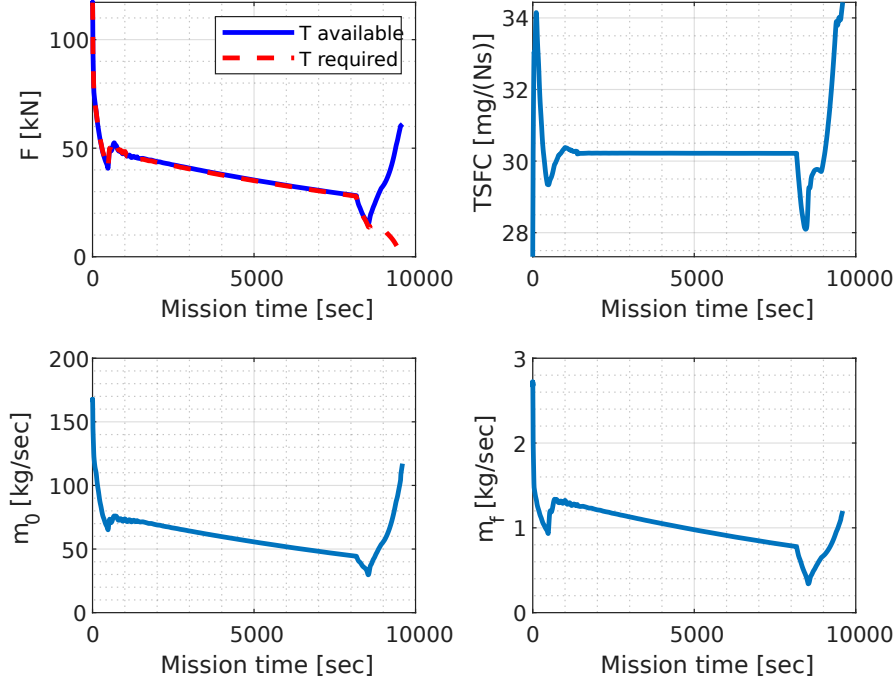 100
50
0
F [kN]
T available
T required
0
5000
10000
Mission time [sec]
34
32
30
28
TSFC [mg/(Ns)]
0
5000
10000
Mission time [sec]
200
150
100
50
0
m0 [kg/sec]
0
5000
10000
Mission time [sec]
3
2
1
0
mf [kg/sec]
0
5000
10000
Mission time [sec]